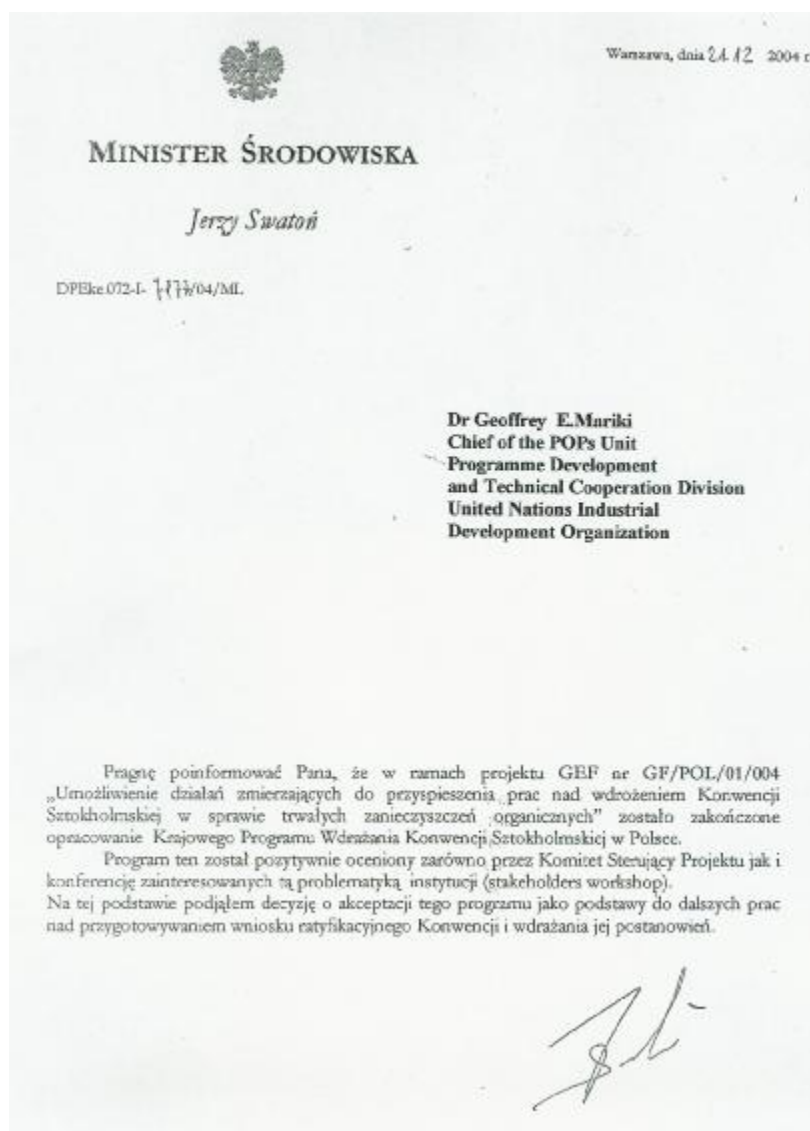 Warszawa, dnia 21.12 2004 r
MINISTER ŚRODOWISKA
Jerzy Swatoń
DPEke.072-I- /04/ML
Dr Geoffrey E.Mariki
Chief of the POPs Unit
Programme Development
and Technical Cooperation Division
United Nations Industrial
Development Organization
Pragnę poinformować Pana, że w ramach projektu GEF nr GF/POL/01/004
„Umożliwienie działań zmierzających do przyspieszenia prac nad wdrożeniem Konwencji
Sztokholmskiej w sprawie trwałych zanieczyszczeń organicznych” zostało zakończone
opracowanie Krajowego Programu Wdrażania Konwencji Sztokholmskiej w Polsce.
Program ten został pozytywnie oceniony zarówno przez Komitet Sterujący Projektu jak i
konferencję zainteresowanych tą problematyką instytucji (stakeholders workshop).
Na tej podstawie podjąłem decyzję o akceptacji tego programu jako podstawy do dalszych prac
nad przygotowywaniem wniosku ratyfikacyjnego Konwencji i wdrażania jej postanowień.